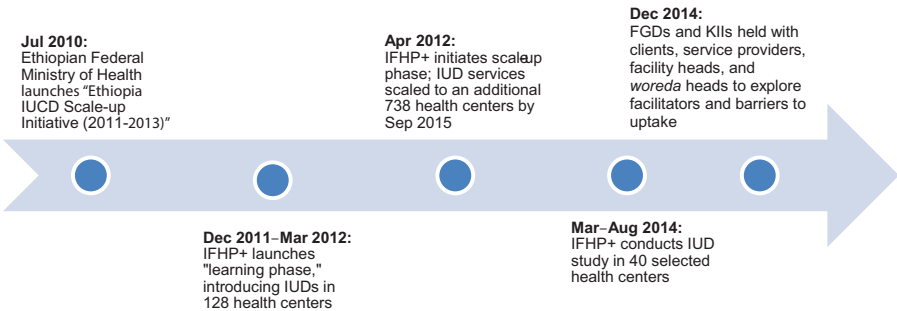 Jul 2010:
Ethiopian Federal
Ministry of Health
launches “Ethiopia
IUCD Scale-up
Initiative (2011-2013)”
Dec 2011–Mar 2012:
IFHP+ launches
"learning phase,"
introducing IUDs in
128 health centers
Apr 2012:
IFHP+ initiates scaleup
phase; IUD services
scaled to an additional
738 health centers by
Sep 2015
Mar–Aug 2014:
IFHP+ conducts IUD
study in 40 selected
health centers
Dec 2014:
FGDs and KIIs held with
clients, service providers,
facility heads, and
woreda heads to explore
facilitators and barriers to
uptake